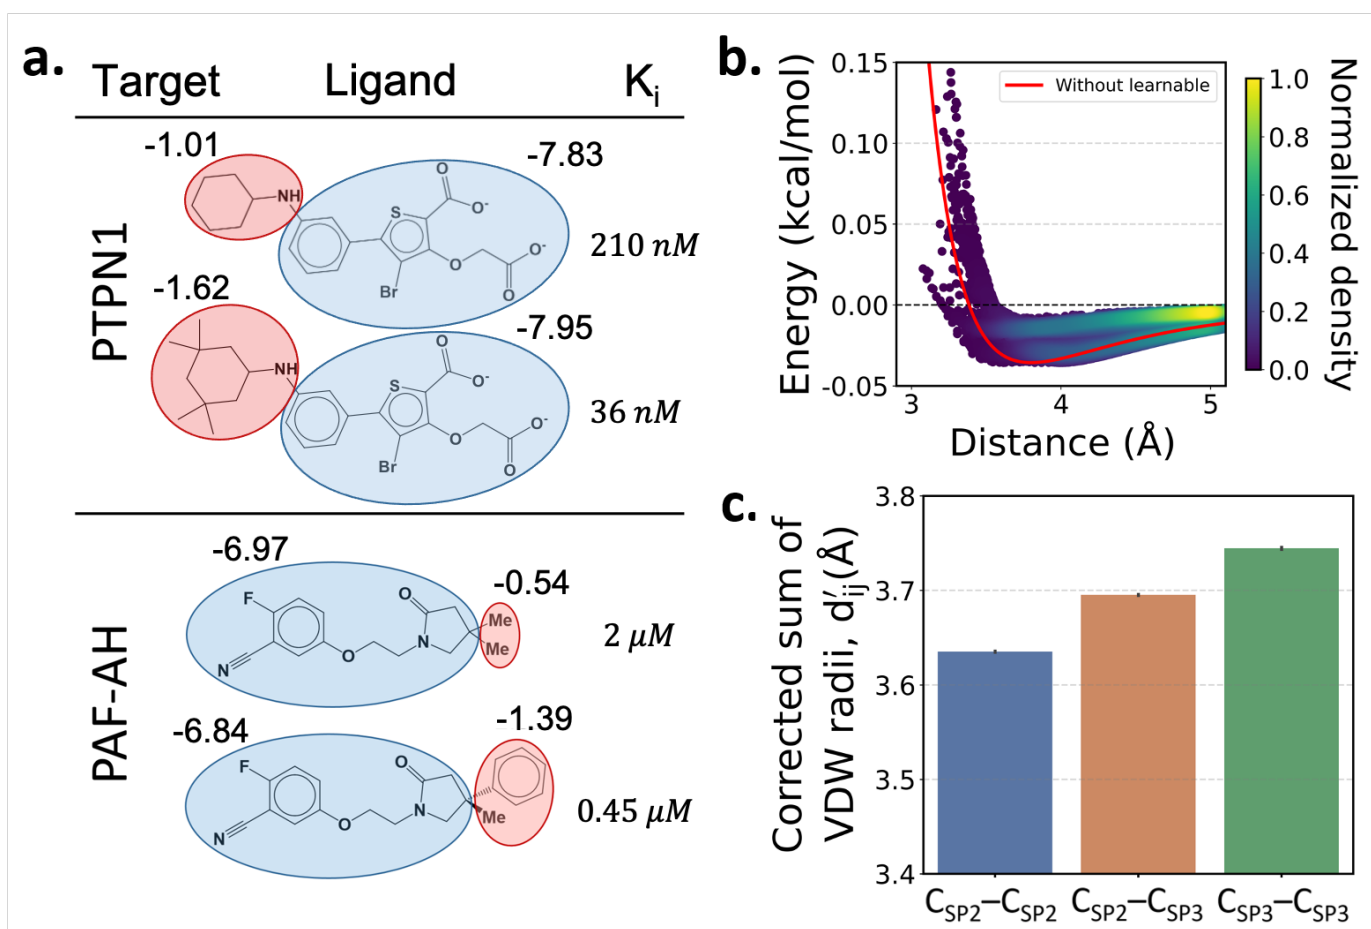 a.
Target Ligand Ki
PTPN1
-1.01
-7.83
NH
S
O
O-
O-
O
O
Br
210 nM
-1.62
-7.95
NH
S
O
O-
O-
O
O
Br
36 nM
PAF-AH
-6.97
-0.54
F
O
Me
Me
N
O
N
2 μM
-6.84
-1.39
F
O
N
Me
O
N
0.45 μM
b.
Without learnable
Energy (kcal/mol)
0.15
0.10
0.05
0.00
-0.05
3 4 5
Distance (Å)
1.0
0.8
0.6
0.4
0.2
0.0
Normalized density
c.
Corrected sum of
VDW radii, d′ij(Å)
3.8
3.7
3.6
3.5
3.4
CSP2–CSP2 CSP2–CSP3 CSP3–CSP3